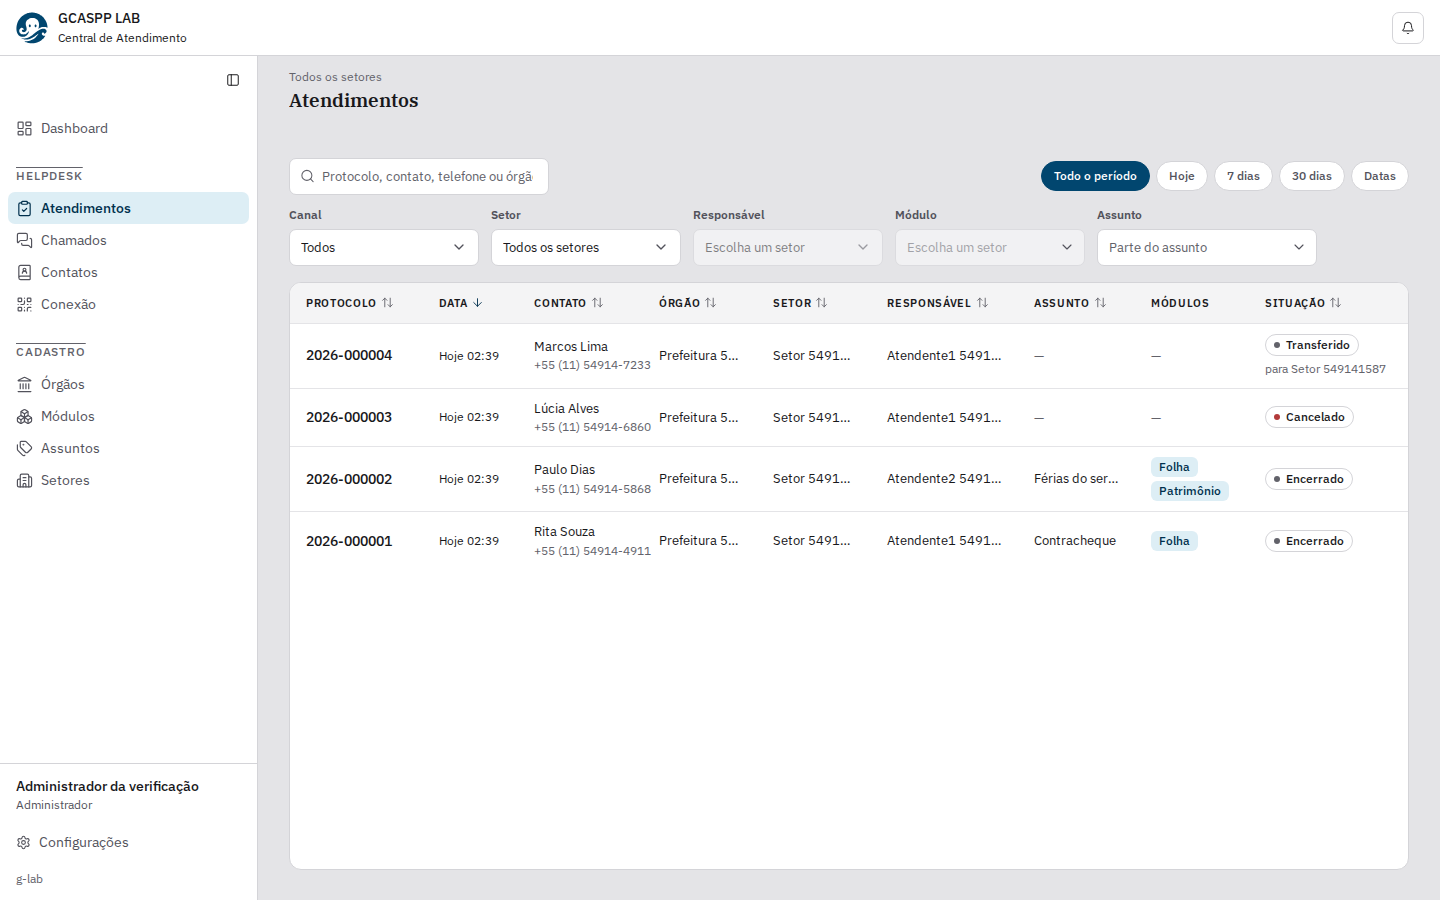 GCASPP LAB
Central de Atendimento
Dashboard
HELPDESK
Atendimentos
Chamados
Contatos
Conexão
CADASTRO
Órgãos
Módulos
Assuntos
Setores
Administrador da verificação
Administrador
Configurações
g-lab
Todos os setores
Atendimentos
Protocolo, contato, telefone ou órgã
Todo o período Hoje 7 dias 30 dias Datas
Canal Setor Responsável Módulo Assunto
Todos Todos os setores Escolha um setor Escolha um setor Parte do assunto
PROTOCOLO DATA CONTATO ÓRGÃO SETOR RESPONSÁVEL ASSUNTO MÓDULOS SITUAÇÃO
2026-000004 Hoje 02:39 Marcos Lima Prefeitura 5... Setor 5491... Atendente1 5491... — — Transferido
+55 (11) 54914-7233 para Setor 549141587
2026-000003 Hoje 02:39 Lúcia Alves Prefeitura 5... Setor 5491... Atendente1 5491... — — Cancelado
+55 (11) 54914-6860
2026-000002 Hoje 02:39 Paulo Dias Prefeitura 5... Setor 5491... Atendente2 5491... Férias do ser... Folha Encerrado
+55 (11) 54914-5868 Patrimônio
2026-000001 Hoje 02:39 Rita Souza Prefeitura 5... Setor 5491... Atendente1 5491... Contracheque Folha Encerrado
+55 (11) 54914-4911